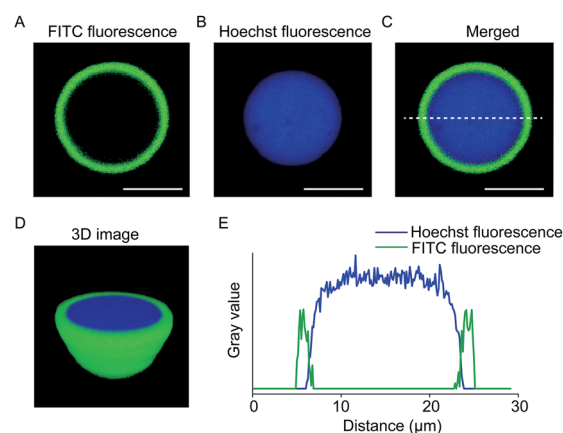 A
FITC fluorescence
B
Hoechst fluorescence
C
Merged
D
3D image
E
Hoechst fluorescence
FITC fluorescence
Gray value
0
10
20
30
Distance (µm)